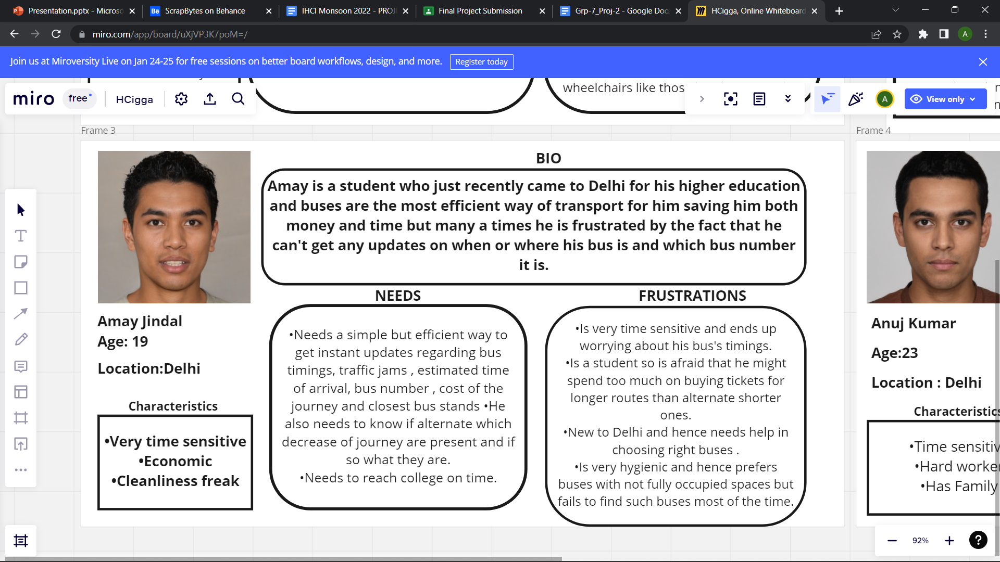 Presentation.pptx - Microso
ScrapBytes on Behance
IHCI Monsoon 2022 - PROJ
Final Project Submission
Grp-7_Proj-2 - Google Docs
HCigga, Online Whiteboard
miro.com/app/board/uXjVP3K7poM=/
A
Join us at Miroversity Live on Jan 24-25 for free sessions on better board workflows, design, and more.
Register today
wheelchairs like thos
miro
free
HCigga
A
View only
Frame 3
Frame 4
BIO
Amay is a student who just recently came to Delhi for his higher education
and buses are the most efficient way of transport for him saving him both
money and time but many a times he is frustrated by the fact that he
can't get any updates on when or where his bus is and which bus number
it is.
Amay Jindal
Age: 19
Location:Delhi
Characteristics
•Very time sensitive
•Economic
•Cleanliness freak
NEEDS
•Needs a simple but efficient way to
get instant updates regarding bus
timings, traffic jams , estimated time
of arrival, bus number , cost of the
journey and closest bus stands •He
also needs to know if alternate which
decrease of journey are present and if
so what they are.
•Needs to reach college on time.
FRUSTRATIONS
•Is very time sensitive and ends up
worrying about his bus's timings.
•Is a student so is afraid that he might
spend too much on buying tickets for
longer routes than alternate shorter
ones.
•New to Delhi and hence needs help in
choosing right buses .
•Is very hygienic and hence prefers
buses with not fully occupied spaces but
fails to find such buses most of the time.
Anuj Kumar
Age:23
Location : Delhi
Characteristics
•Time sensitiv
•Hard worker
•Has Family
92%